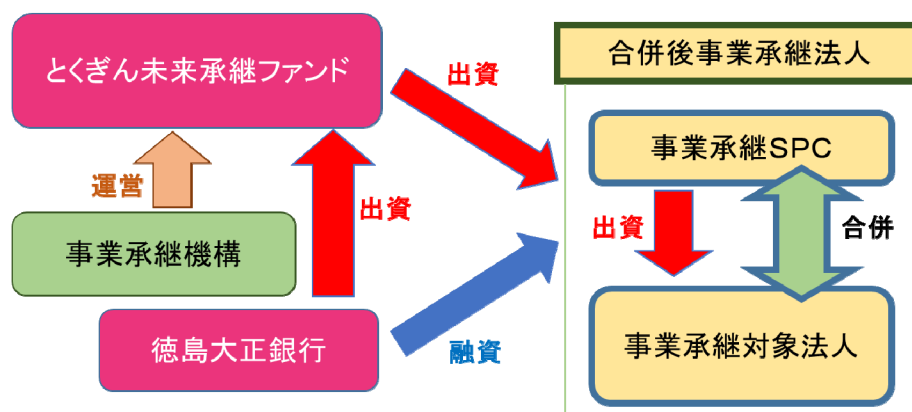 とくぎん未来承継ファンド
出資
合併後事業承継法人
事業承継SPC
運営
出資
出資
合併
事業承継機構
徳島大正銀行
融資
事業承継対象法人